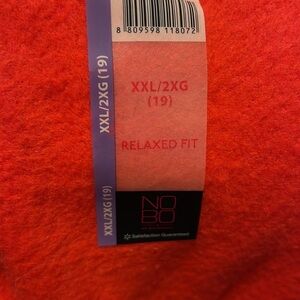 8 809598 118072
XXL/2XG
(19)
RELAXED FIT
XXL/2XG (19)
XXL/2XG (19)
NO
BO
Satisfaction Guaranteed